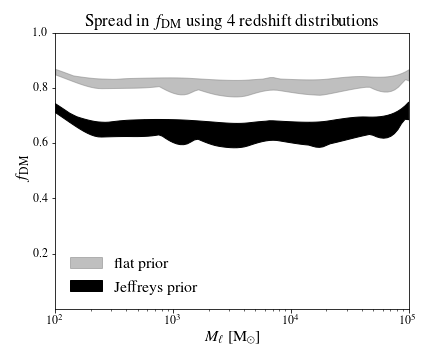 Spread in f_DM using 4 redshift distributions
1.0
0.8
0.6
0.4
0.2
f_DM
flat prior
Jeffreys prior
10^2
10^3
10^4
10^5
M_ℓ [M_⊙]